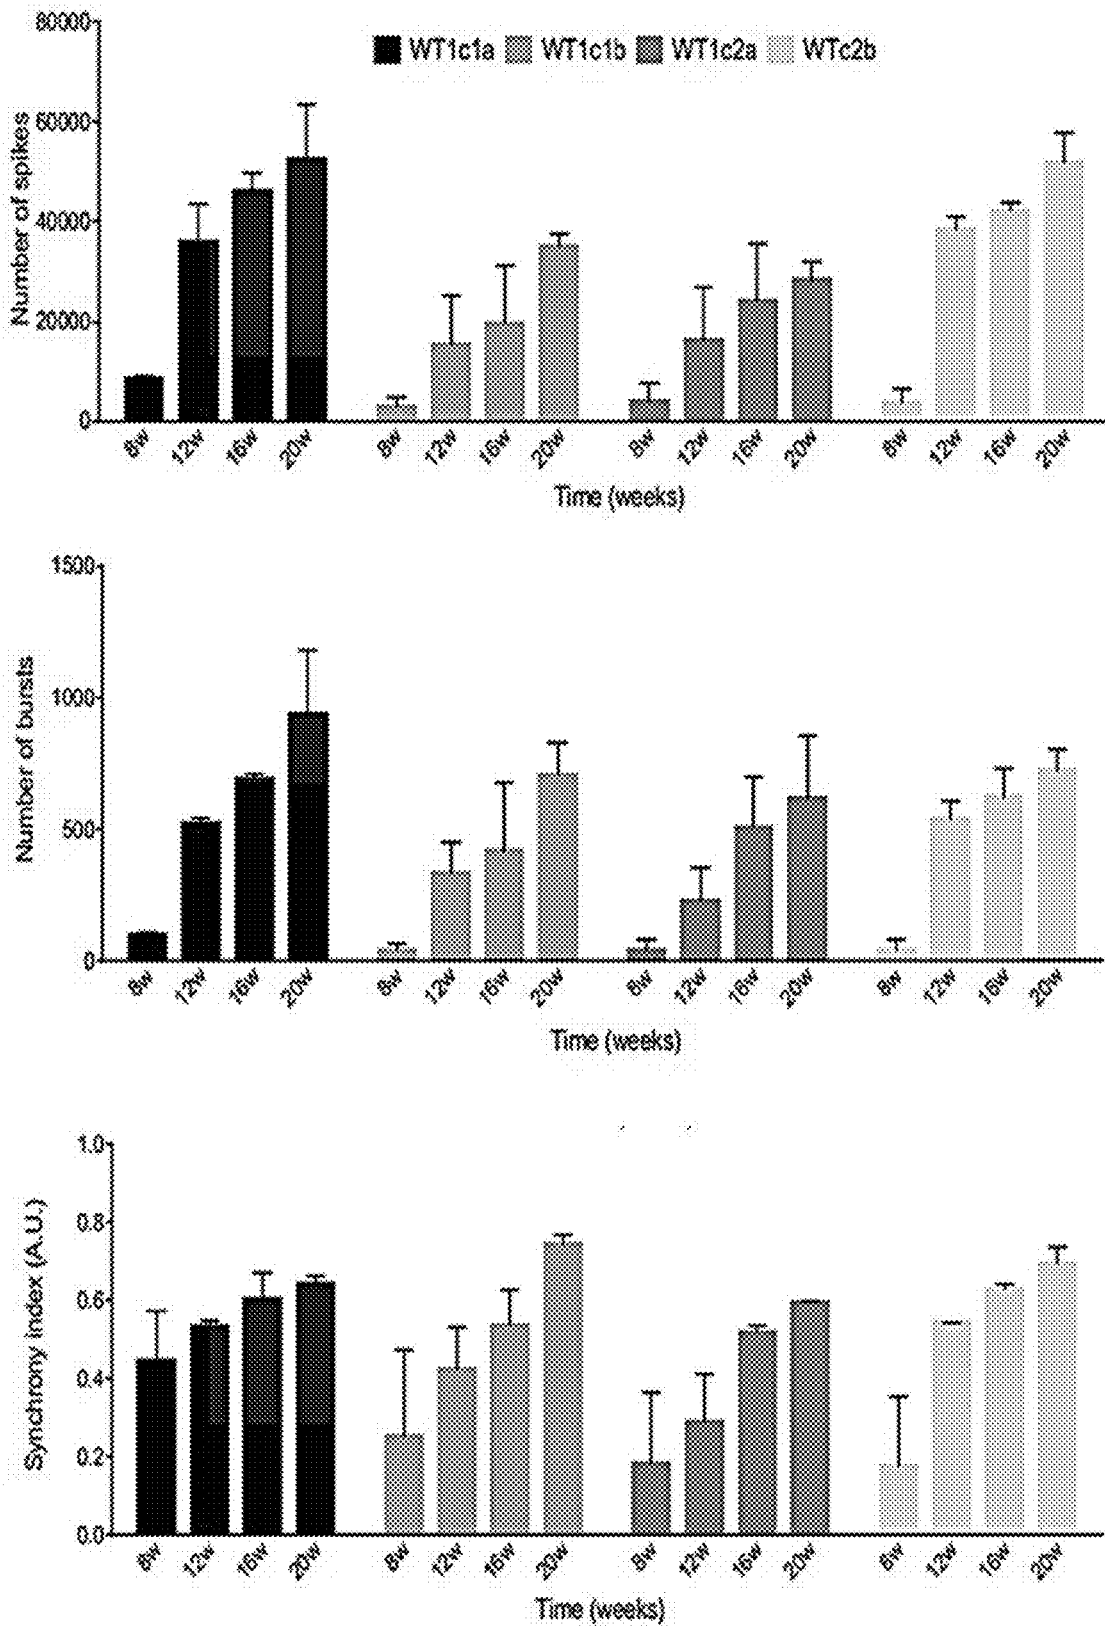 80000
WT1c1a WT1c1b WT1c2a WTc2b
60000
40000
20000
0
Number of spikes
8w 12w 16w 20w 8w 12w 16w 20w 8w 12w 16w 20w 8w 12w 16w 20w
Time (weeks)
1500
1000
500
0
Number of bursts
8w 12w 16w 20w 8w 12w 16w 20w 8w 12w 16w 20w 8w 12w 16w 20w
Time (weeks)
1.0
0.8
0.6
0.4
0.2
0.0
Synchrony index (A.U.)
8w 12w 16w 20w 8w 12w 16w 20w 8w 12w 16w 20w 8w 12w 16w 20w
Time (weeks)